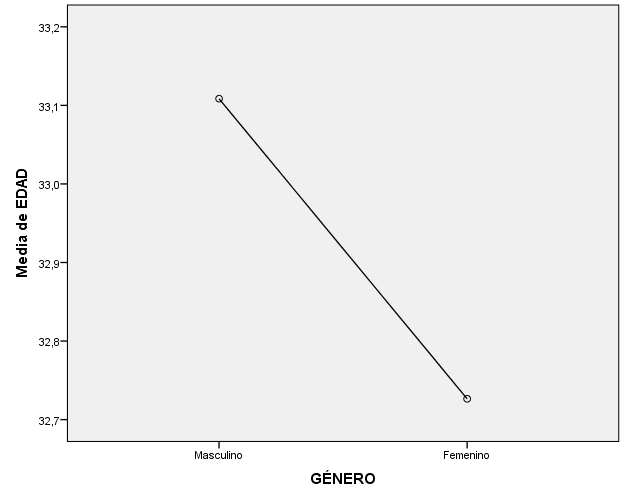 33,2
33,1
33,0
32,9
32,8
32,7
Media de EDAD
Masculino
Femenino
GÉNERO